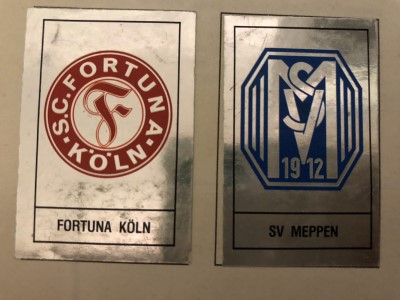 S.C. FORTUNA · KÖLN ·
F
FORTUNA KÖLN
SVM
1912
SV MEPPEN